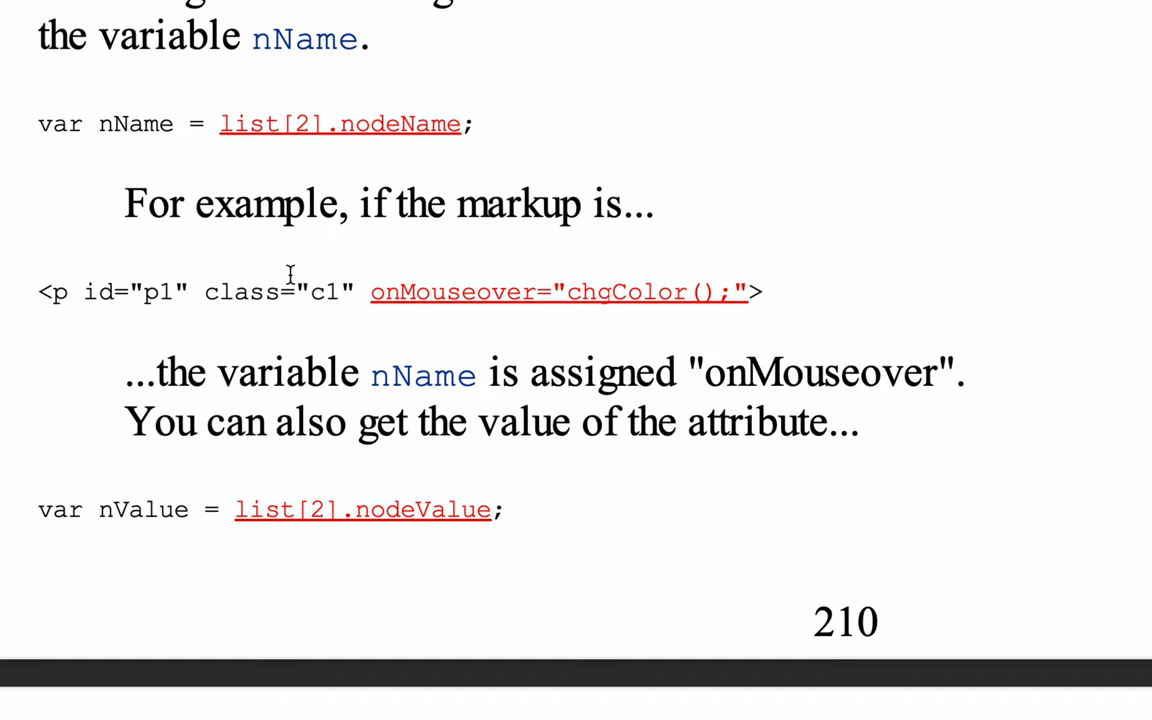 the variable nName.
var nName = list[2].nodeName;
For example, if the markup is...
<p id="p1" class="c1" onMouseover="chgColor();">
...the variable nName is assigned "onMouseover".
You can also get the value of the attribute...
var nValue = list[2].nodeValue;
210